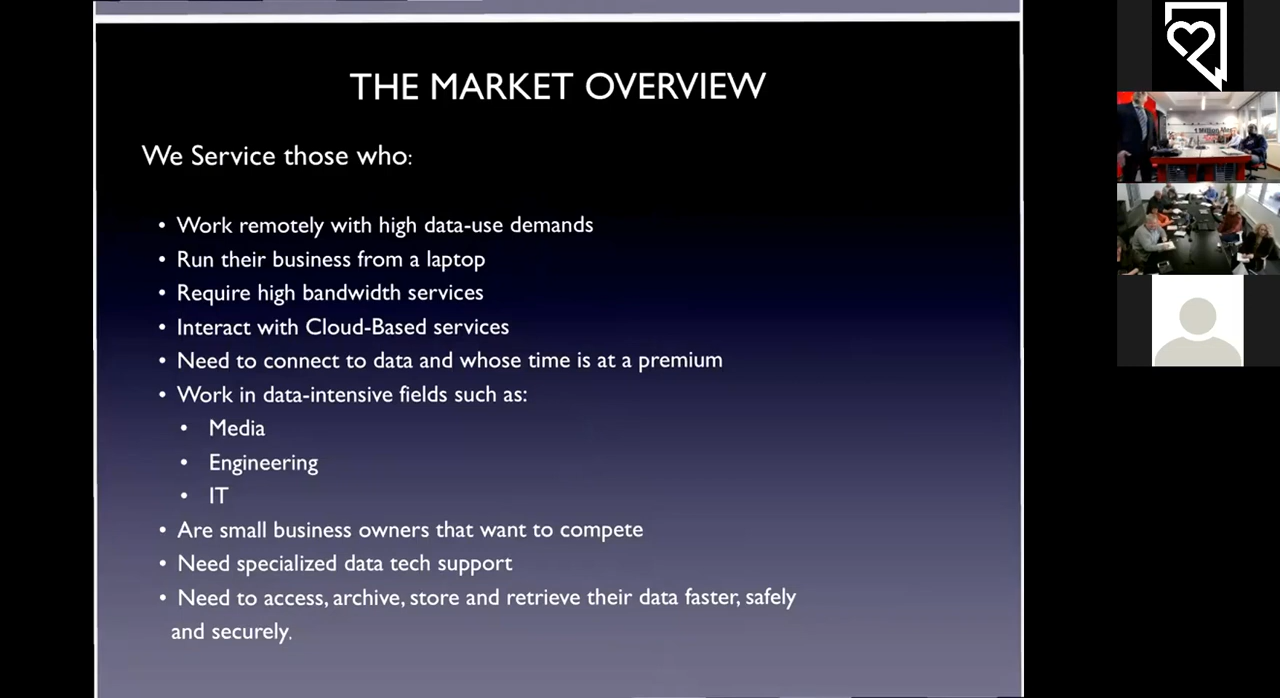 THE MARKET OVERVIEW
We Service those who:
• Work remotely with high data-use demands
• Run their business from a laptop
• Require high bandwidth services
• Interact with Cloud-Based services
• Need to connect to data and whose time is at a premium
• Work in data-intensive fields such as:
• Media
• Engineering
• IT
• Are small business owners that want to compete
• Need specialized data tech support
• Need to access, archive, store and retrieve their data faster, safely
and securely.
1 Million